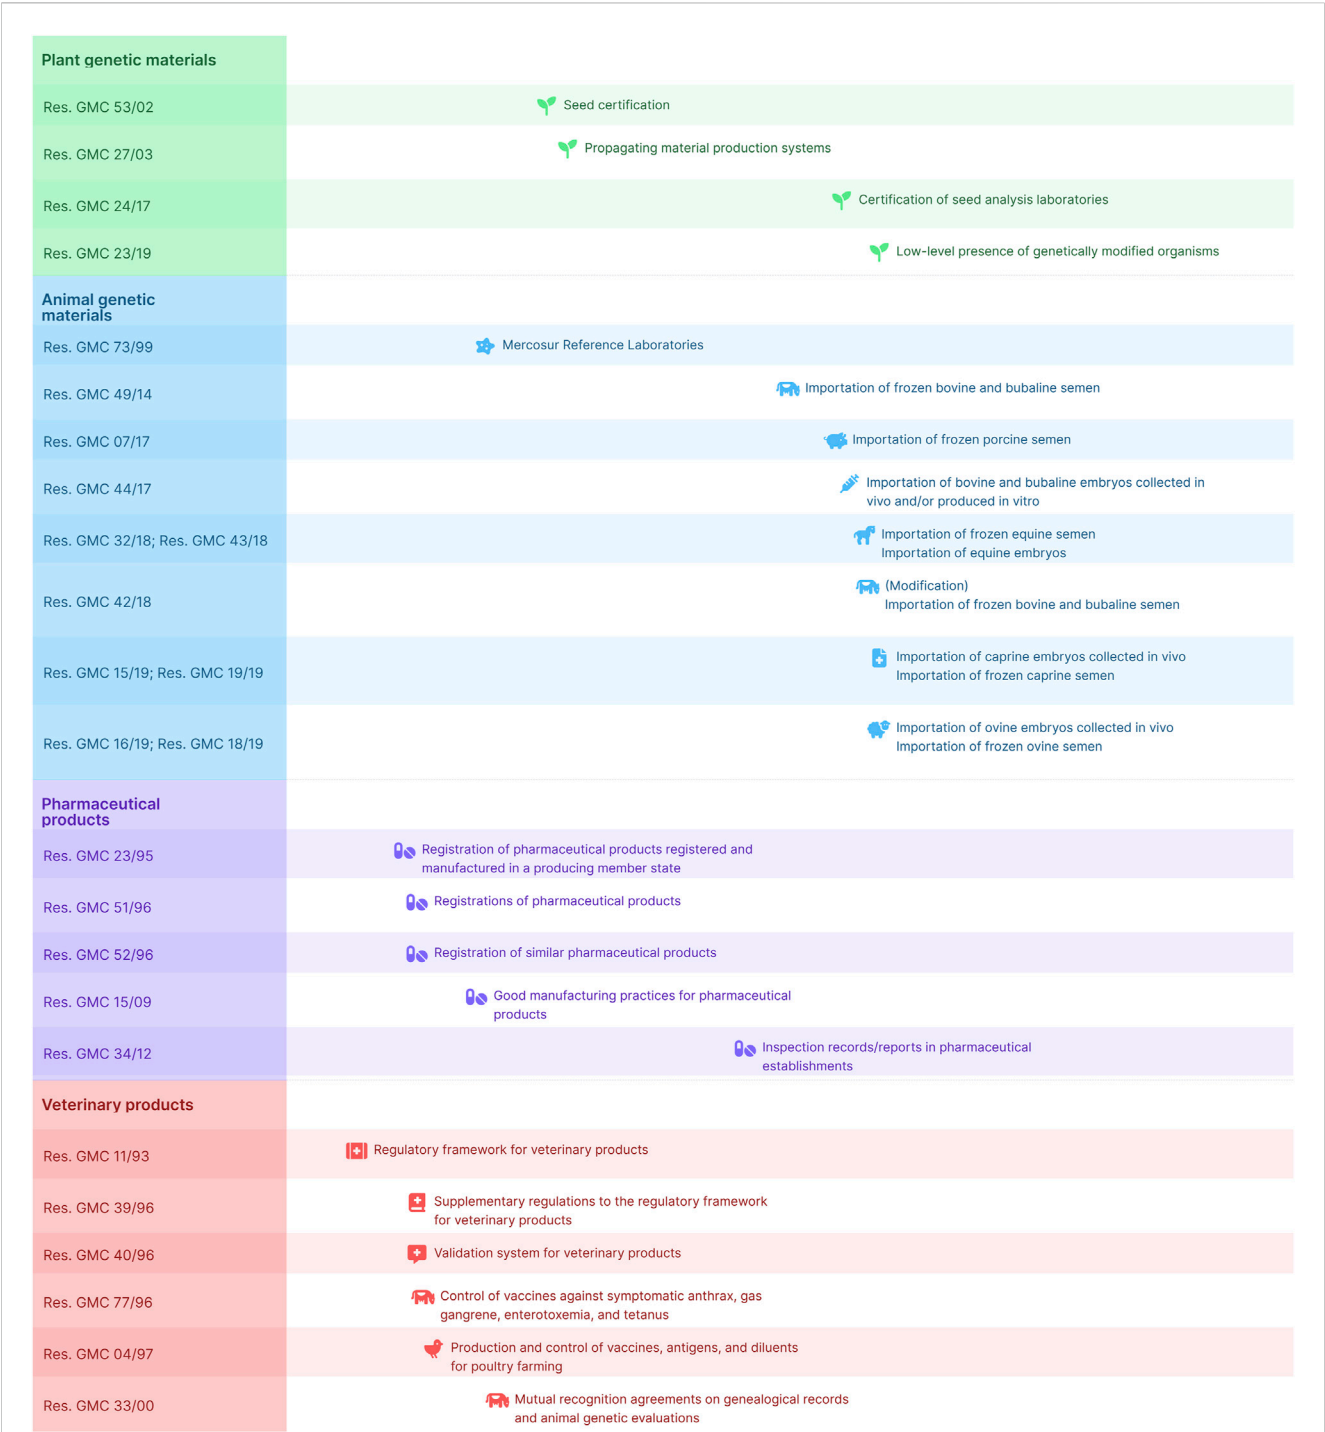 Plant genetic materials
Res. GMC 53/02
Seed certification
Res. GMC 27/03
Propagating material production systems
Res. GMC 24/17
Certification of seed analysis laboratories
Res. GMC 23/19
Low-level presence of genetically modified organisms
Animal genetic
materials
Res. GMC 73/99
Mercosur Reference Laboratories
Res. GMC 49/14
Importation of frozen bovine and bubaline semen
Res. GMC 07/17
Importation of frozen porcine semen
Res. GMC 44/17
Importation of bovine and bubaline embryos collected in
vivo and/or produced in vitro
Res. GMC 32/18; Res. GMC 43/18
Importation of frozen equine semen
Importation of equine embryos
Res. GMC 42/18
(Modification)
Importation of frozen bovine and bubaline semen
Res. GMC 15/19; Res. GMC 19/19
Importation of caprine embryos collected in vivo
Importation of frozen caprine semen
Res. GMC 16/19; Res. GMC 18/19
Importation of ovine embryos collected in vivo
Importation of frozen ovine semen
Pharmaceutical
products
Res. GMC 23/95
Registration of pharmaceutical products registered and
manufactured in a producing member state
Res. GMC 51/96
Registrations of pharmaceutical products
Res. GMC 52/96
Registration of similar pharmaceutical products
Res. GMC 15/09
Good manufacturing practices for pharmaceutical
products
Res. GMC 34/12
Inspection records/reports in pharmaceutical
establishments
Veterinary products
Res. GMC 11/93
Regulatory framework for veterinary products
Res. GMC 39/96
Supplementary regulations to the regulatory framework
for veterinary products
Res. GMC 40/96
Validation system for veterinary products
Res. GMC 77/96
Control of vaccines against symptomatic anthrax, gas
gangrene, enterotoxemia, and tetanus
Res. GMC 04/97
Production and control of vaccines, antigens, and diluents
for poultry farming
Res. GMC 33/00
Mutual recognition agreements on genealogical records
and animal genetic evaluations